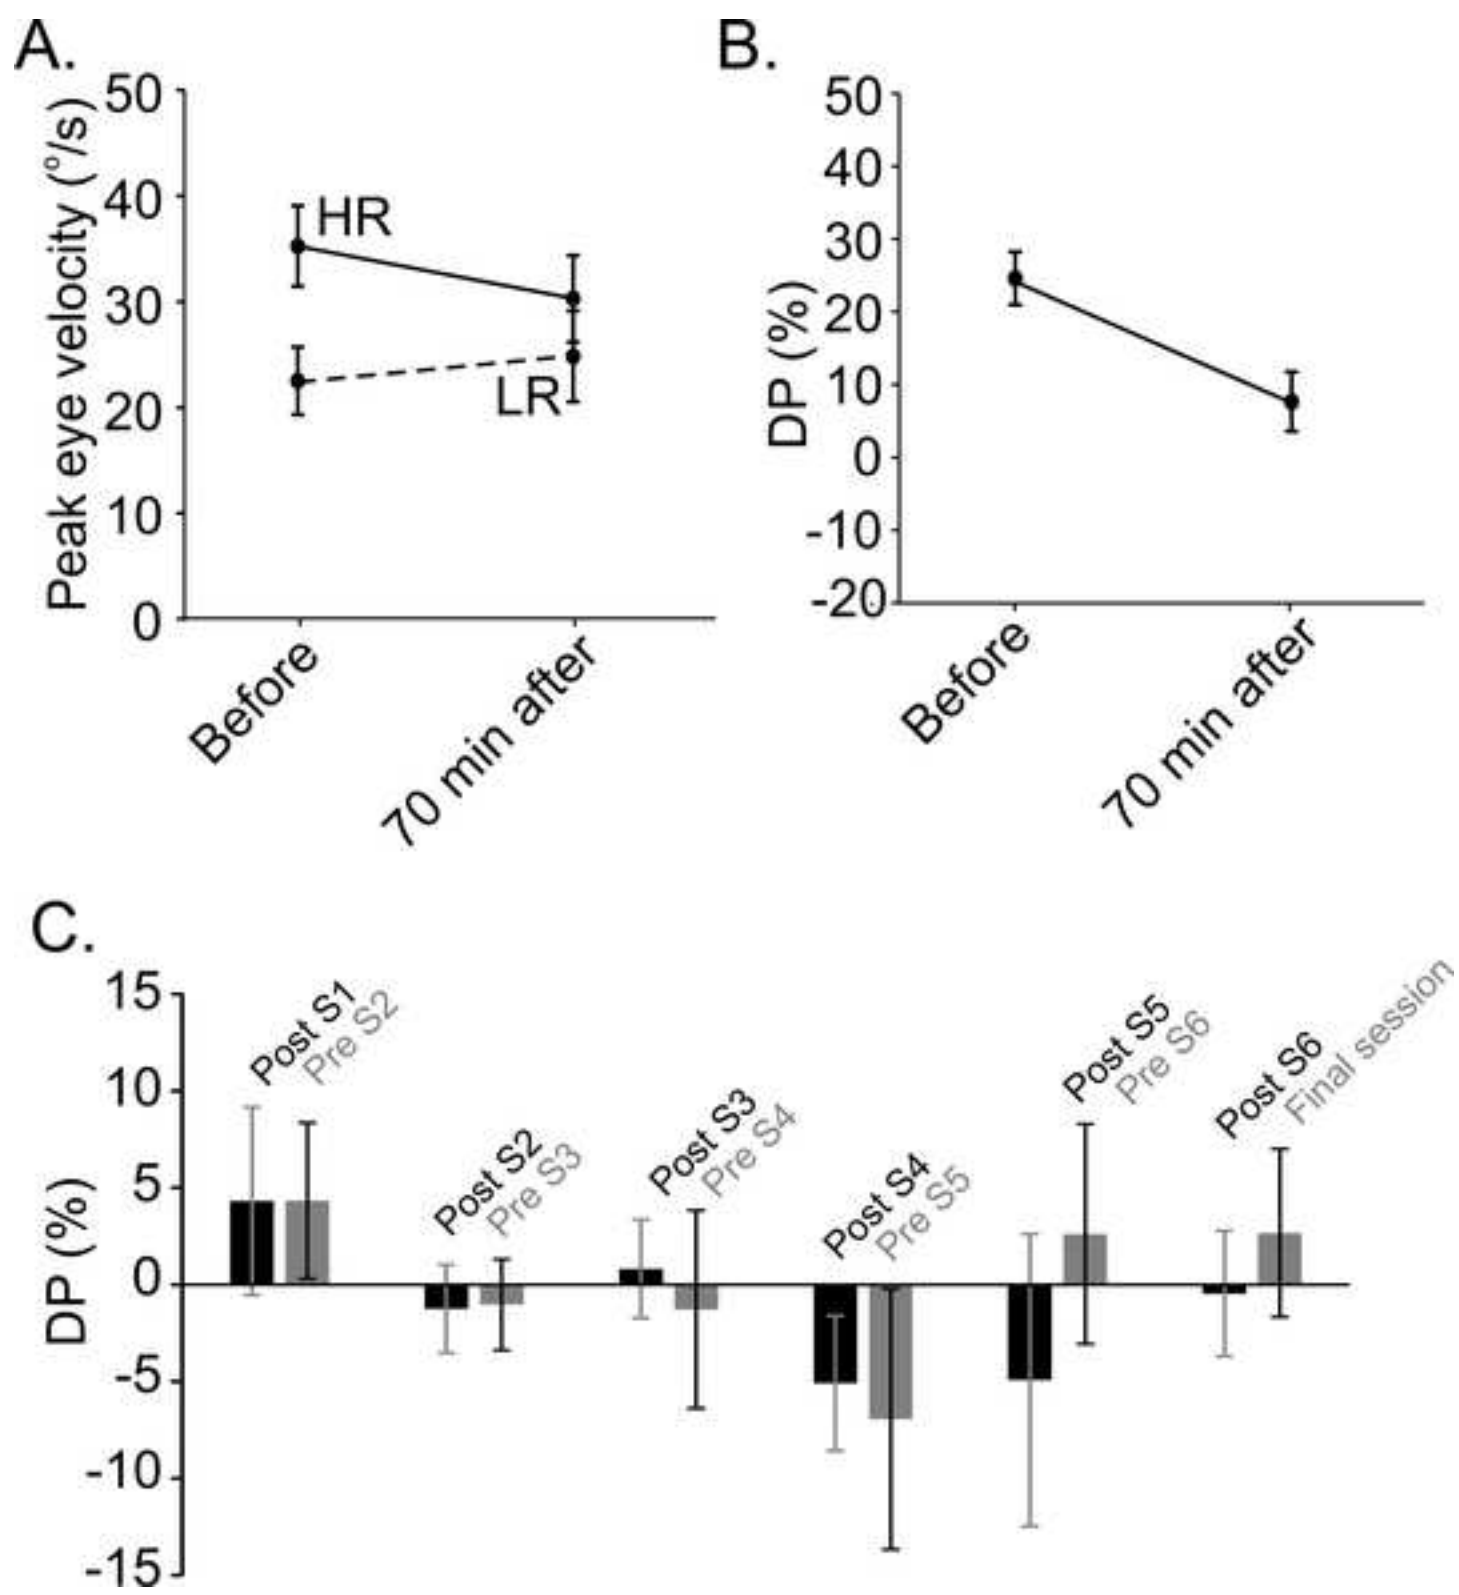 A.
Peak eye velocity (°/s)
50
40
30
20
10
0
HR
LR
Before
70 min after
B.
DP (%)
50
40
30
20
10
0
-10
-20
Before
70 min after
C.
DP (%)
15
10
5
0
-5
-10
-15
Post S1
Pre S2
Post S2
Pre S3
Post S3
Pre S4
Post S4
Pre S5
Post S5
Pre S6
Post S6
Final session